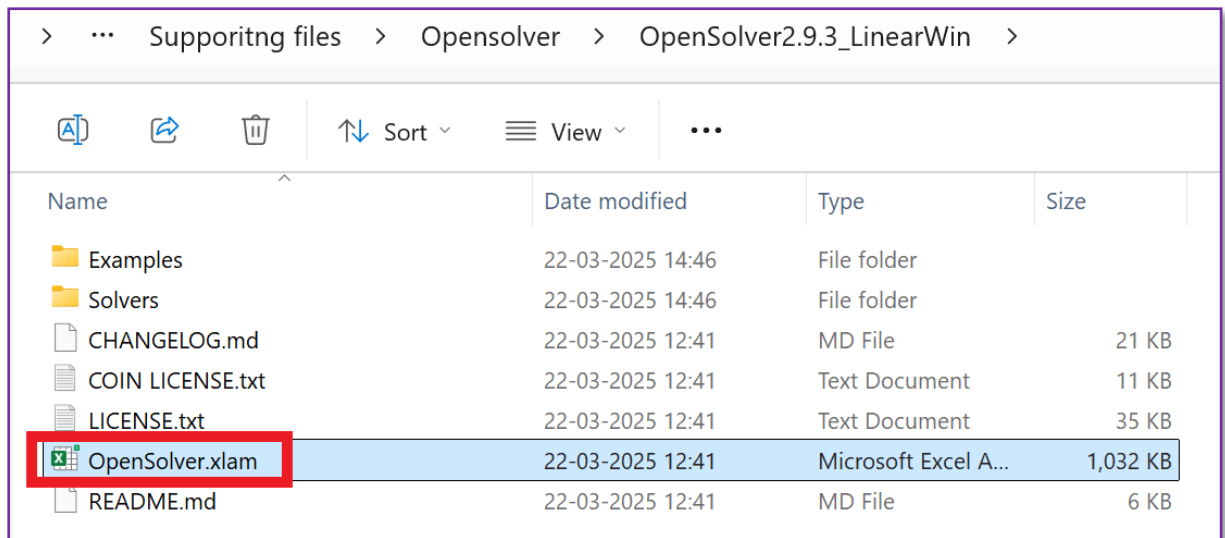 > ... Supporitng files > Opensolver > OpenSolver2.9.3_LinearWin >
A Sort View ...
Name Date modified Type Size
Examples 22-03-2025 14:46 File folder
Solvers 22-03-2025 14:46 File folder
CHANGELOG.md 22-03-2025 12:41 MD File 21 KB
COIN LICENSE.txt 22-03-2025 12:41 Text Document 11 KB
LICENSE.txt 22-03-2025 12:41 Text Document 35 KB
OpenSolver.xlam 22-03-2025 12:41 Microsoft Excel A... 1,032 KB
README.md 22-03-2025 12:41 MD File 6 KB